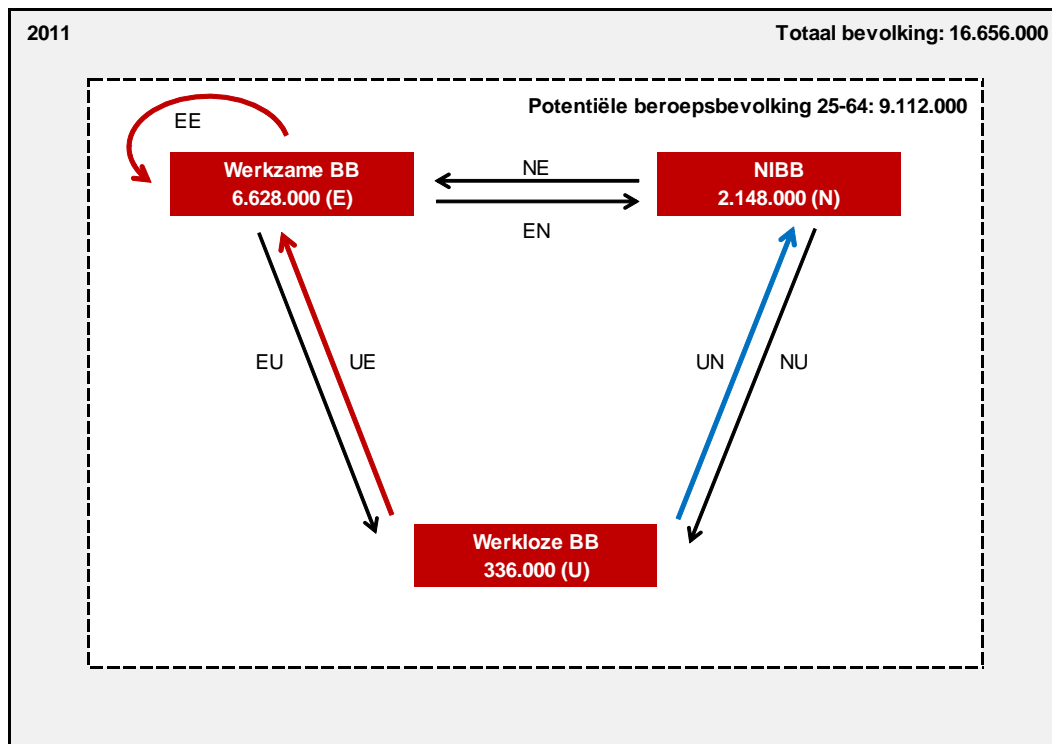 2011
Totaal bevolking: 16.656.000
Potentiële beroepsbevolking 25-64: 9.112.000
EE
Werkzame BB
6.628.000 (E)
NE
EN
NIBB
2.148.000 (N)
EU
UE
UN
NU
Werkloze BB
336.000 (U)